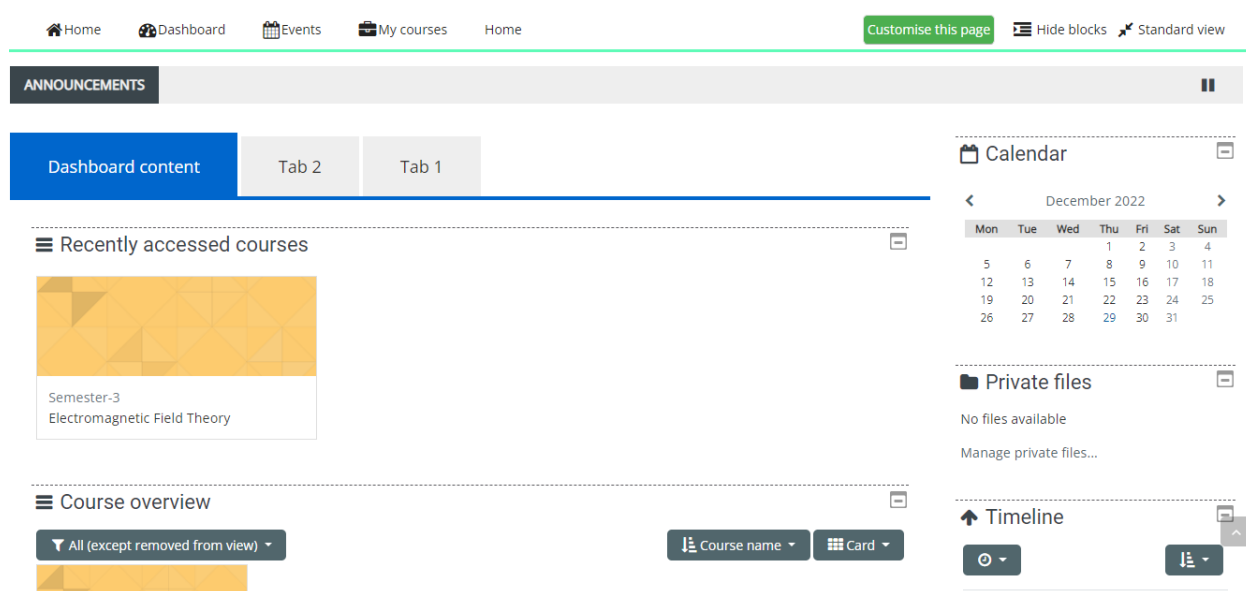 Home Dashboard Events My courses Home Customise this page Hide blocks Standard view
ANNOUNCEMENTS
Dashboard content Tab 2 Tab 1
Recently accessed courses
Semester-3
Electromagnetic Field Theory
Course overview
All (except removed from view) Course name Card
Calendar
December 2022
Mon Tue Wed Thu Fri Sat Sun
1 2 3 4
5 6 7 8 9 10 11
12 13 14 15 16 17 18
19 20 21 22 23 24 25
26 27 28 29 30 31
Private files
No files available
Manage private files...
Timeline